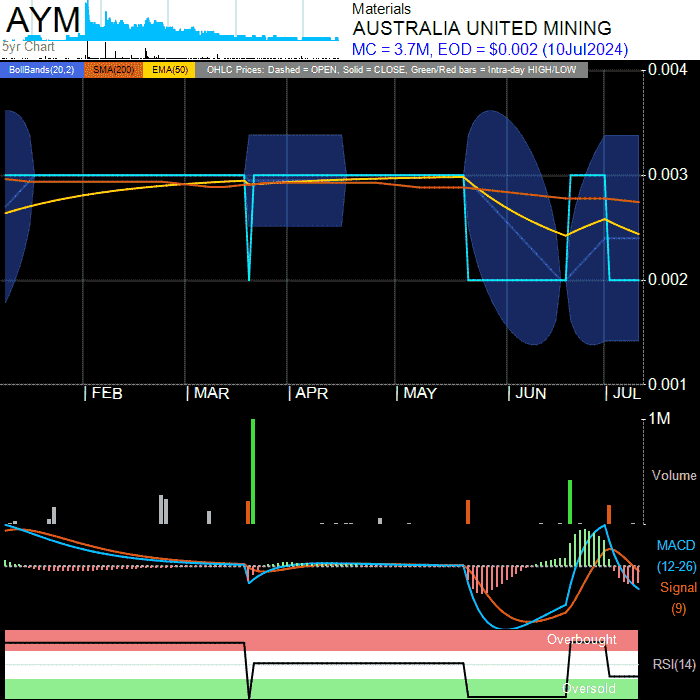 AYM
5yr Chart
Materials
AUSTRALIA UNITED MINING
MC = 3.7M, EOD = $0.002 (10Jul2024)
BollBands(20,2) SMA(200) EMA(50) OHLC Prices: Dashed = OPEN, Solid = CLOSE, Green/Red bars = Intra-day HIGH/LOW
0.004
0.003
0.002
0.001
FEB MAR APR MAY JUN JUL
1M
Volume
MACD
(12-26)
Signal
(9)
Overbought
RSI(14)
Oversold